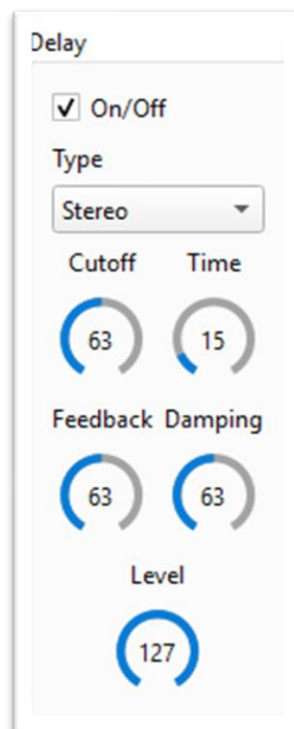 Delay
On/Off
Type
Stereo
Cutoff Time
63 15
Feedback Damping
63 63
Level
127